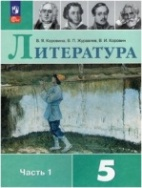 В. Я. Коровина, В. П. Журавлев, В. И. Коровин
ЛИТЕРАТУРА
Часть 1
5